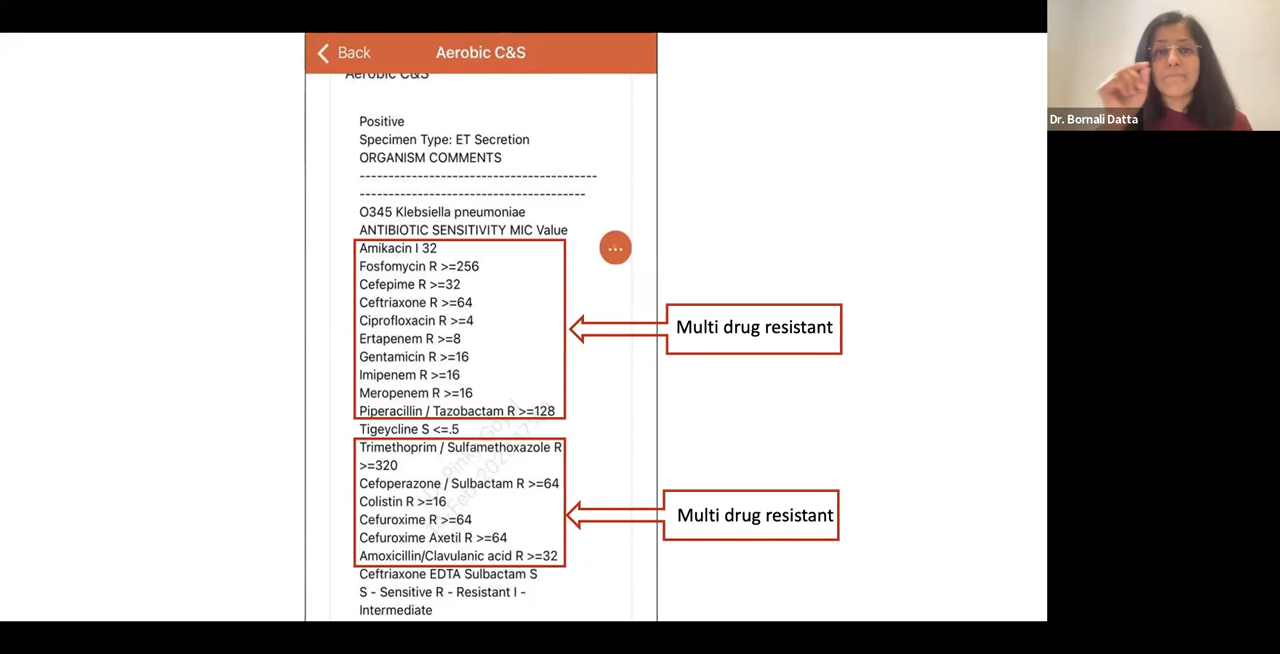 Back
Aerobic C&S
Aerobic C&S
Positive
Specimen Type: ET Secretion
ORGANISM COMMENTS
----------------------------------------
--------------------------------------
O345 Klebsiella pneumoniae
ANTIBIOTIC SENSITIVITY MIC Value
Amikacin I 32
Fosfomycin R >=256
Cefepime R >=32
Ceftriaxone R >=64
Ciprofloxacin R >=4
Ertapenem R >=8
Gentamicin R >=16
Imipenem R >=16
Meropenem R >=16
Piperacillin / Tazobactam R >=128
Tigeycline S <=.5
Trimethoprim / Sulfamethoxazole R
>=320
Cefoperazone / Sulbactam R >=64
Colistin R >=16
Cefuroxime R >=64
Cefuroxime Axetil R >=64
Amoxicillin/Clavulanic acid R >=32
Ceftriaxone EDTA Sulbactam S
S - Sensitive R - Resistant I -
Intermediate
Multi drug resistant
Multi drug resistant
Dr. Bornali Datta